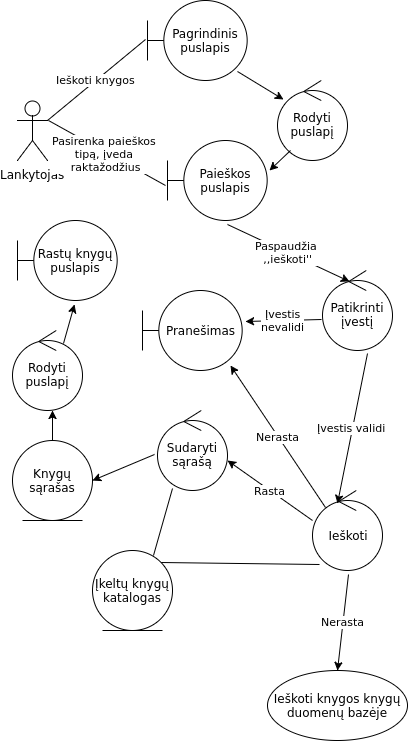 Pagrindinis
puslapis
Ieškoti knygos
Rodyti
puslapį
Lankytojas
Pasirenka paieškos
tipą, įveda
raktažodžius
Paieškos
puslapis
Paspaudžia
,,ieškoti''
Rastų knygų
puslapis
Patikrinti
įvestį
Įvestis
nevalidi
Pranešimas
Rodyti
puslapį
Įvestis validi
Nerasta
Sudaryti
sąrašą
Knygų
sąrašas
Rasta
Ieškoti
Įkeltų knygų
katalogas
Nerasta
Ieškoti knygos knygų
duomenų bazėje